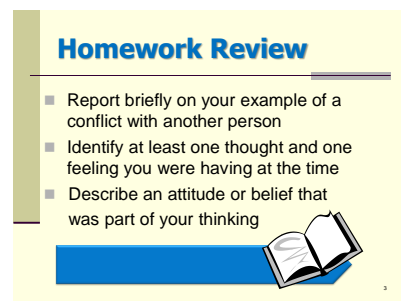 Homework Review
Report briefly on your example of a
conflict with another person
Identify at least one thought and one
feeling you were having at the time
Describe an attitude or belief that
was part of your thinking
3